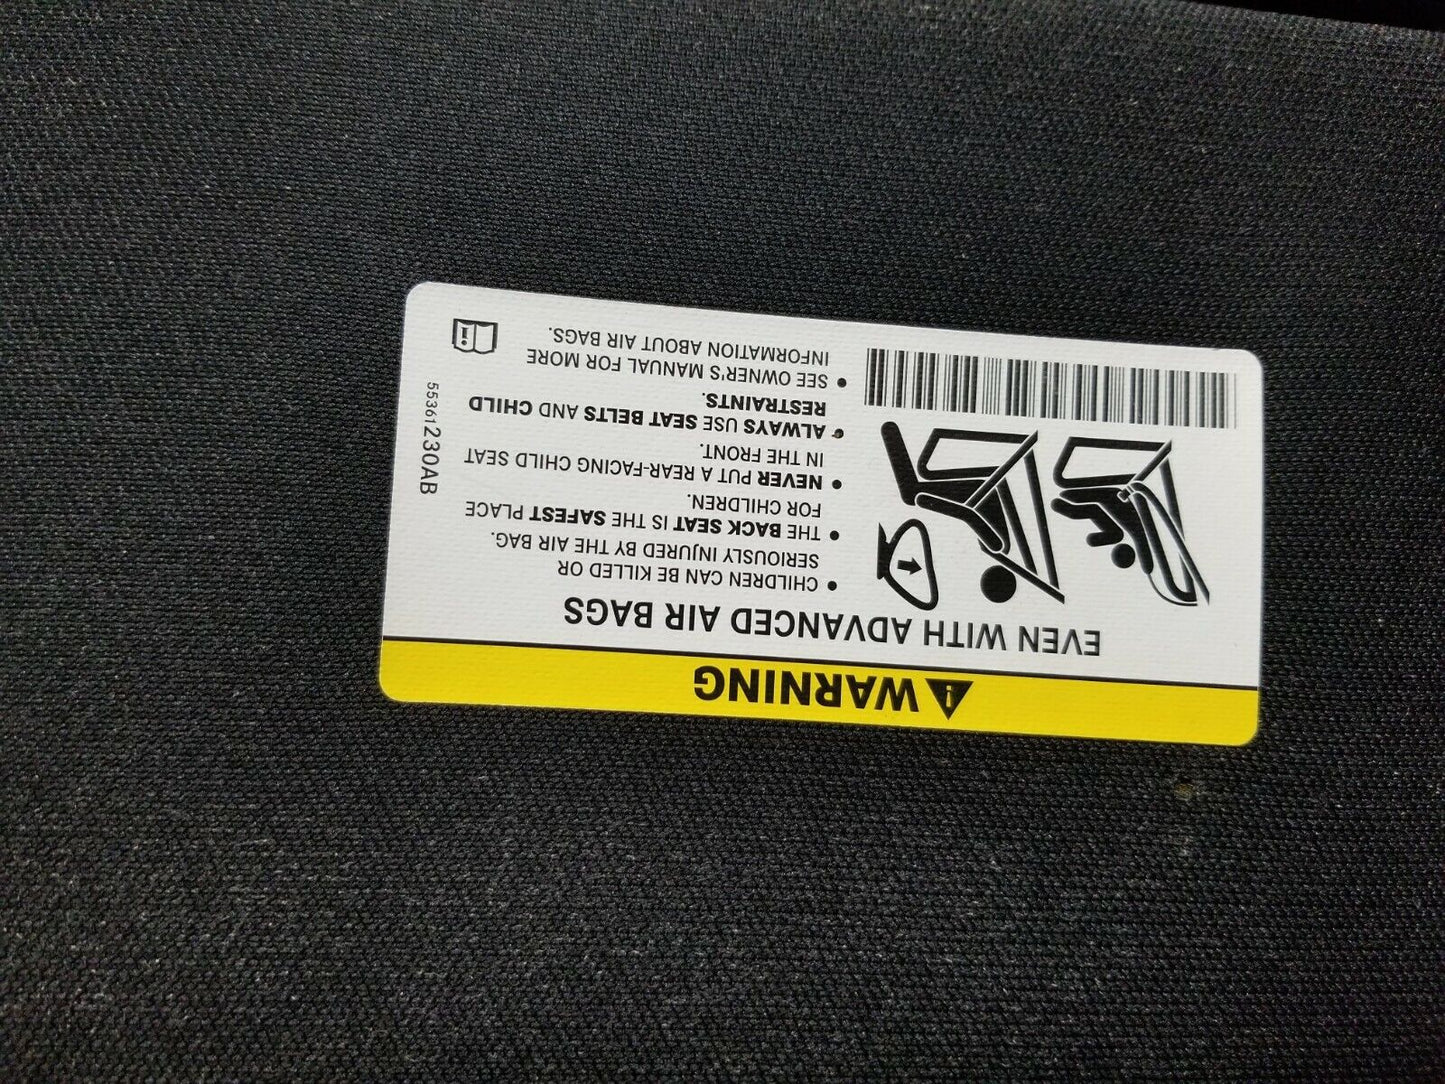 WARNING
EVEN WITH ADVANCED AIR BAGS
• CHILDREN CAN BE KILLED OR
SERIOUSLY INJURED BY THE AIR BAG.
• THE BACK SEAT IS THE SAFEST PLACE
FOR CHILDREN.
• NEVER PUT A REAR-FACING CHILD SEAT
IN THE FRONT.
• ALWAYS USE SEAT BELTS AND CHILD
RESTRAINTS.
• SEE OWNER'S MANUAL FOR MORE
INFORMATION ABOUT AIR BAGS.
55361230AB